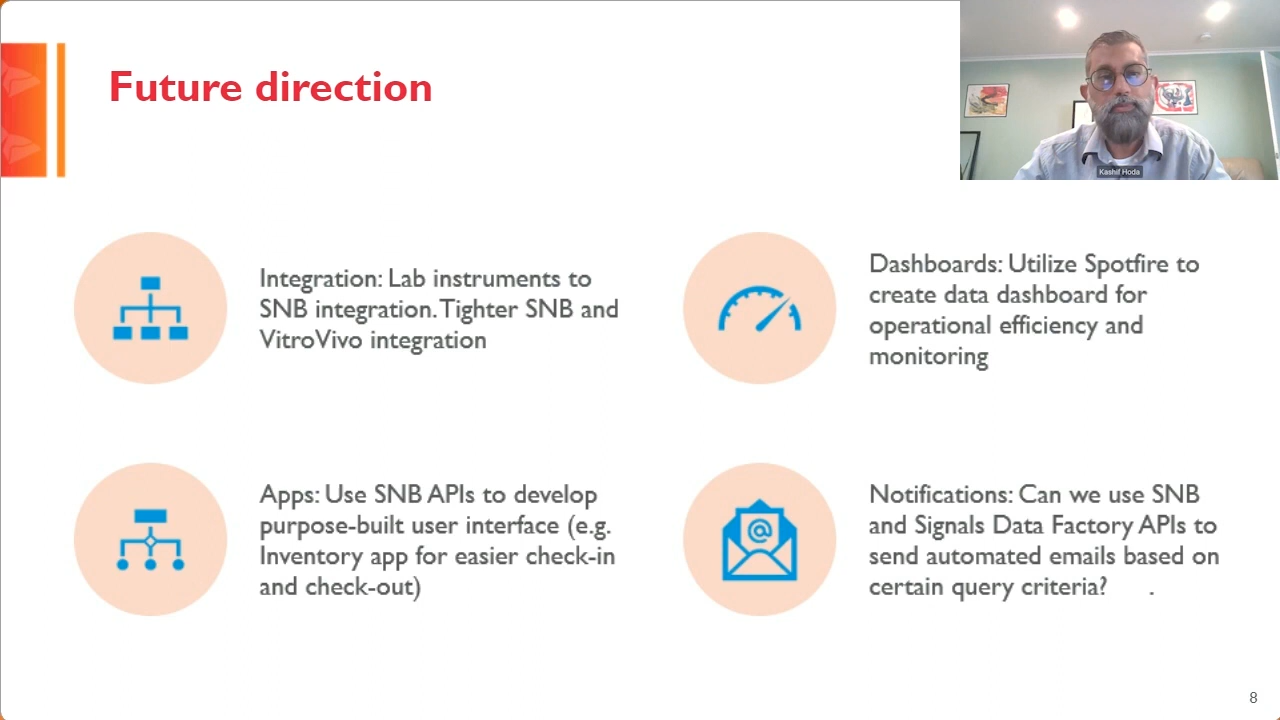 Future direction
Kashif Hoda
Integration: Lab instruments to
SNB integration. Tighter SNB and
VitroVivo integration
Dashboards: Utilize Spotfire to
create data dashboard for
operational efficiency and
monitoring
Apps: Use SNB APIs to develop
purpose-built user interface (e.g.
Inventory app for easier check-in
and check-out)
@
Notifications: Can we use SNB
and Signals Data Factory APIs to
send automated emails based on
certain query criteria? .
8